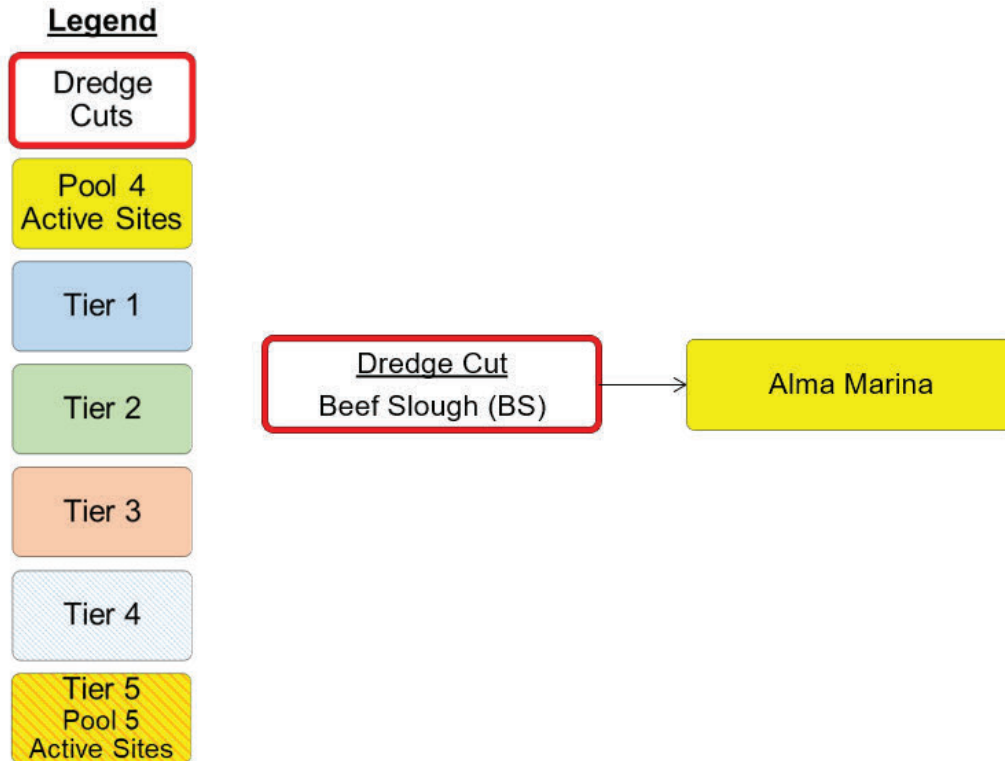 Legend
Dredge
Cuts
Pool 4
Active Sites
Tier 1
Tier 2
Tier 3
Tier 4
Tier 5
Pool 5
Active Sites
Dredge Cut
Beef Slough (BS)
Alma Marina